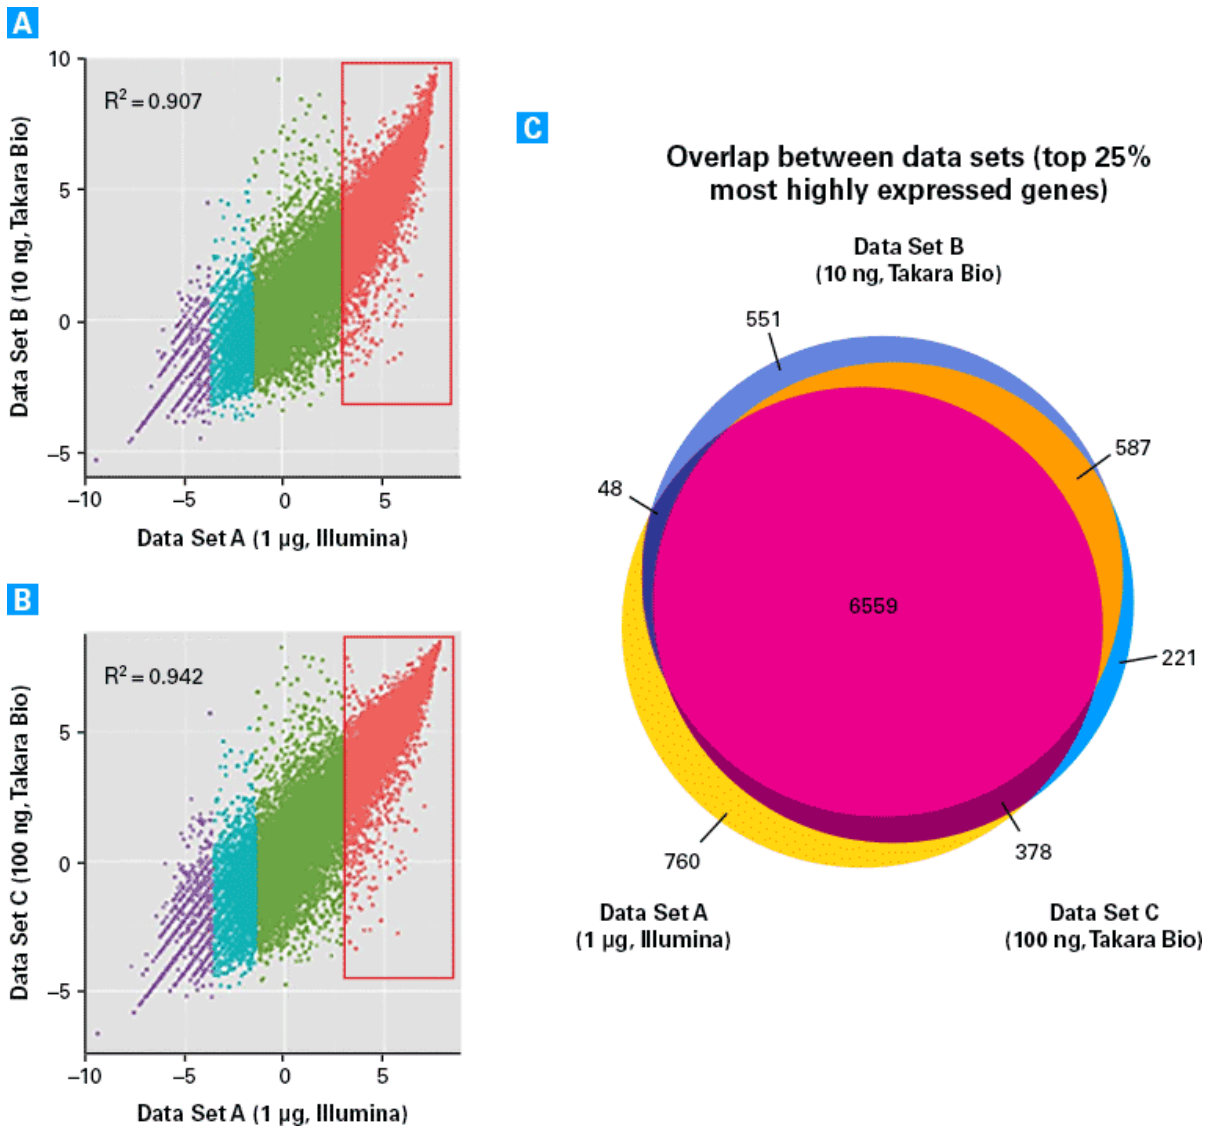 A
10
5
0
−5
R² = 0.907
Data Set B (10 ng, Takara Bio)
−10
−5
0
5
Data Set A (1 µg, Illumina)
B
5
0
−5
R² = 0.942
Data Set C (100 ng, Takara Bio)
−10
−5
0
5
Data Set A (1 µg, Illumina)
C
Overlap between data sets (top 25%
most highly expressed genes)
Data Set B
(10 ng, Takara Bio)
551
587
48
6559
221
760
378
Data Set A
(1 µg, Illumina)
Data Set C
(100 ng, Takara Bio)